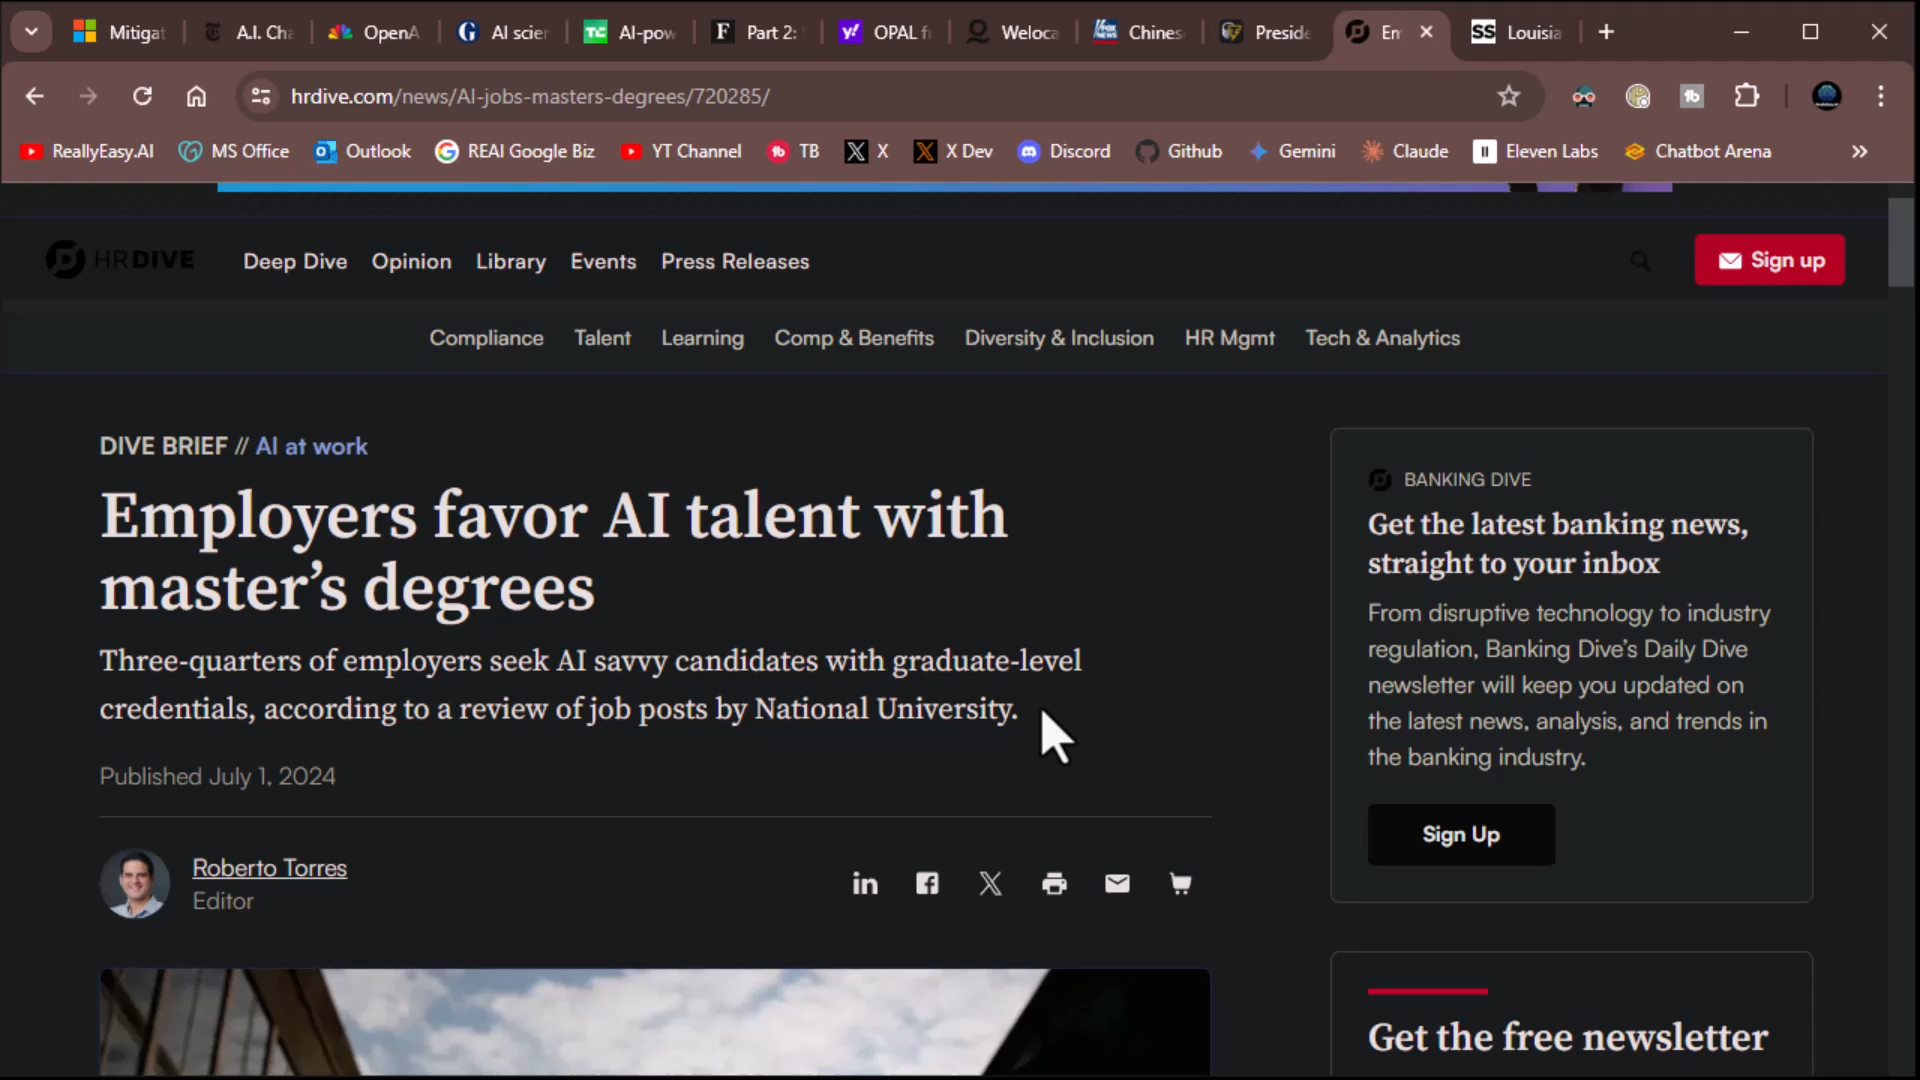 Mitigat
A.I. Cha
OpenA
AI scier
AI-pow
Part 2:
OPAL f
Weloca
Chines
Preside
Em
Louisia
hrdive.com/news/AI-jobs-masters-degrees/720285/
ReallyEasy.AI
MS Office
Outlook
REAI Google Biz
YT Channel
TB
X
X Dev
Discord
Github
Gemini
Claude
Eleven Labs
Chatbot Arena
HRDIVE
Deep Dive
Opinion
Library
Events
Press Releases
Sign up
Compliance
Talent
Learning
Comp & Benefits
Diversity & Inclusion
HR Mgmt
Tech & Analytics
DIVE BRIEF // AI at work
Employers favor AI talent with
master's degrees
Three-quarters of employers seek AI savvy candidates with graduate-level
credentials, according to a review of job posts by National University.
Published July 1, 2024
Roberto Torres
Editor
BANKING DIVE
Get the latest banking news,
straight to your inbox
From disruptive technology to industry
regulation, Banking Dive's Daily Dive
newsletter will keep you updated on
the latest news, analysis, and trends in
the banking industry.
Sign Up
Get the free newsletter